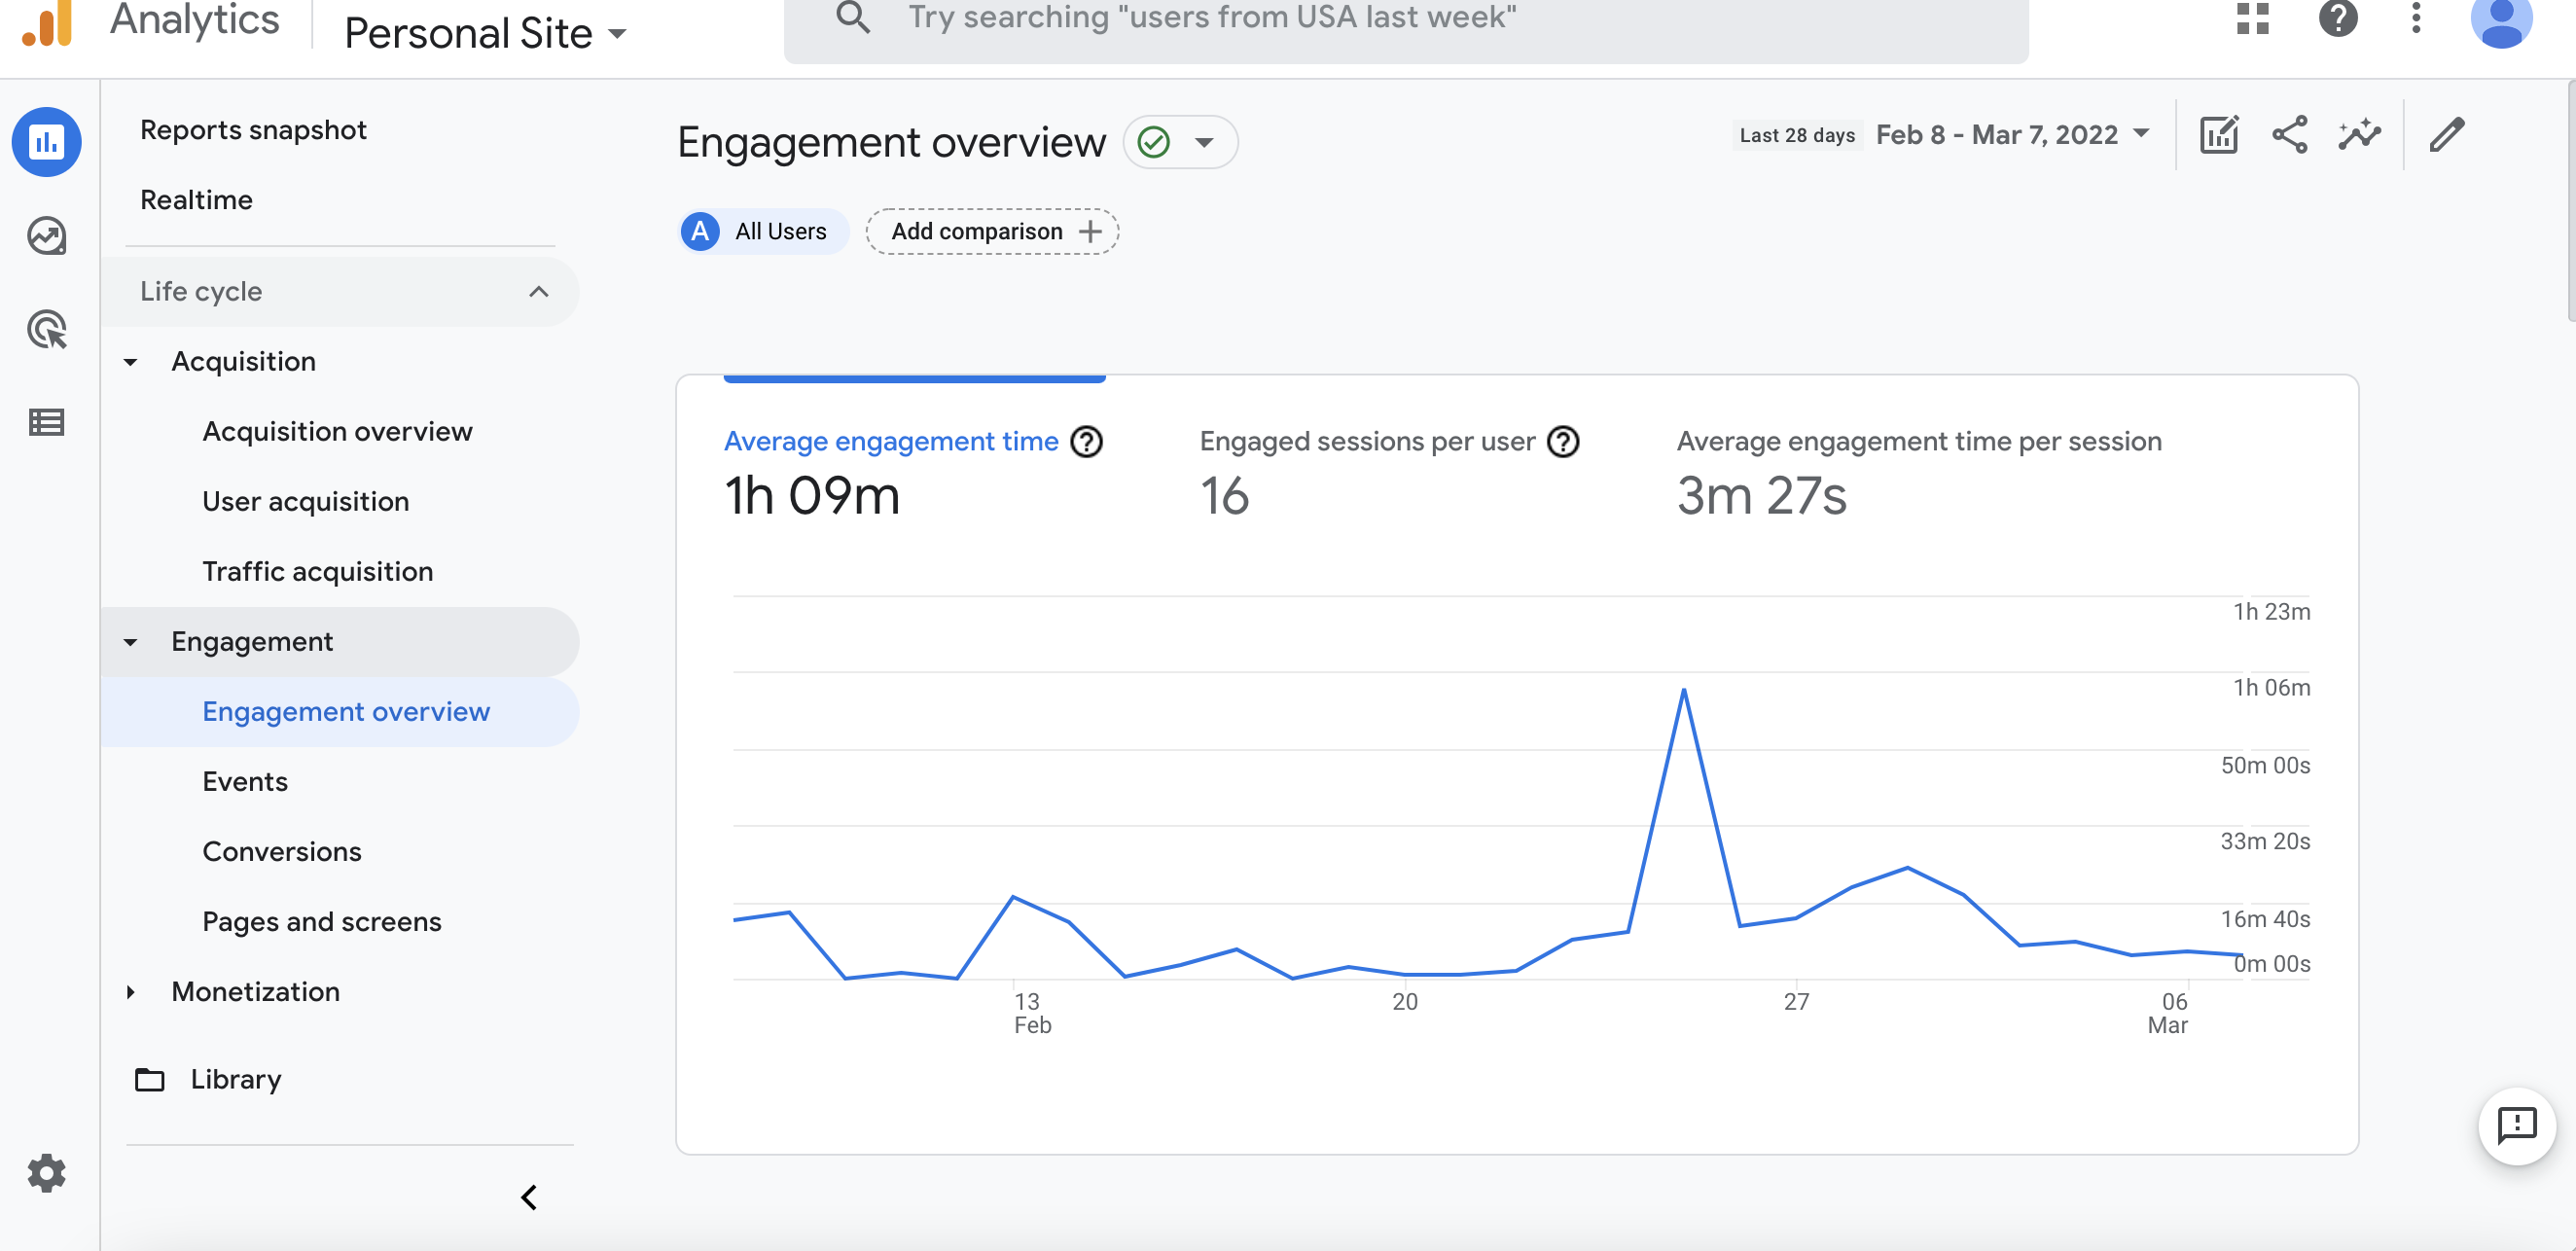 Analytics
Personal Site
Try searching "users from USA last week"
Reports snapshot
Realtime
Life cycle
Acquisition
Acquisition overview
User acquisition
Traffic acquisition
Engagement
Engagement overview
Events
Conversions
Pages and screens
Monetization
Library
Engagement overview
Last 28 days Feb 8 - Mar 7, 2022
A All Users
Add comparison
Average engagement time
1h 09m
Engaged sessions per user
16
Average engagement time per session
3m 27s
1h 23m
1h 06m
50m 00s
33m 20s
16m 40s
0m 00s
13
Feb
20
27
06
Mar